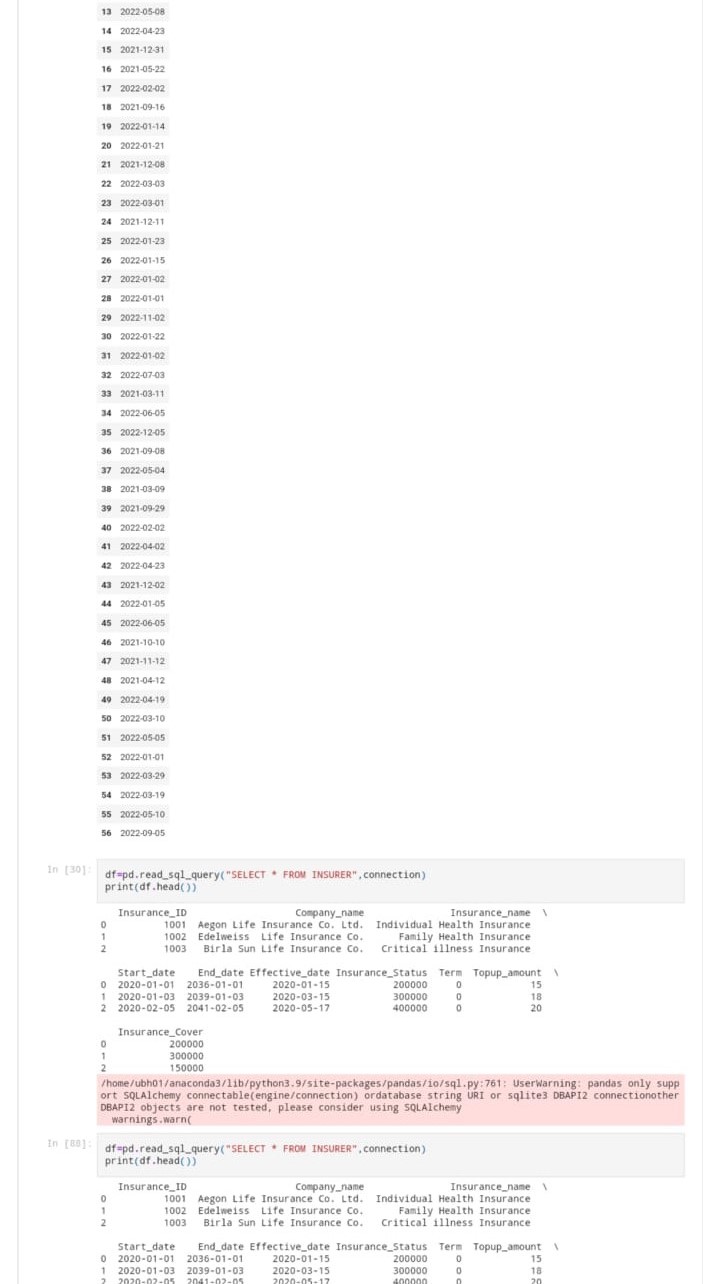 13 2022-05-08
14 2022-04-23
15 2021-12-31
16 2021-05-22
17 2022-02-02
18 2021-09-16
19 2022-01-14
20 2022-01-21
21 2021-12-08
22 2022-03-03
23 2022-03-01
24 2021-12-11
25 2022-01-23
26 2022-01-15
27 2022-01-02
28 2022-01-01
29 2022-11-02
30 2022-01-22
31 2022-01-02
32 2022-07-03
33 2021-03-11
34 2022-06-05
35 2022-12-05
36 2021-09-08
37 2022-05-04
38 2021-03-09
39 2021-09-29
40 2022-02-02
41 2022-04-02
42 2022-04-23
43 2021-12-02
44 2022-01-05
45 2022-06-05
46 2021-10-10
47 2021-11-12
48 2021-04-12
49 2022-04-19
50 2022-03-10
51 2022-05-05
52 2022-01-01
53 2022-03-29
54 2022-03-19
55 2022-05-10
56 2022-09-05
In [30]: df=pd.read_sql_query("SELECT * FROM INSURER",connection)
print(df.head())
Insurance_ID Company_name Insurance_name \
0 1001 Aegon Life Insurance Co. Ltd. Individual Health Insurance
1 1002 Edelweiss  Life Insurance Co. Family Health Insurance
2 1003 Birla Sun Life Insurance Co. Critical illness Insurance
Start_date End_date Effective_date Insurance_Status Term Topup_amount \
0 2020-01-01 2036-01-01 2020-01-15 200000 0 15
1 2020-01-03 2039-01-03 2020-03-15 300000 0 18
2 2020-02-05 2041-02-05 2020-05-17 400000 0 20
Insurance_Cover
0 200000
1 300000
2 150000
/home/ubh01/anaconda3/lib/python3.9/site-packages/pandas/io/sql.py:761: UserWarning: pandas only supp
ort SQLAlchemy connectable(engine/connection) ordatabase string URI or sqlite3 DBAPI2 connectionother
DBAPI2 objects are not tested, please consider using SQLAlchemy
warnings.warn(
In [88]: df=pd.read_sql_query("SELECT * FROM INSURER",connection)
print(df.head())
Insurance_ID Company_name Insurance_name \
0 1001 Aegon Life Insurance Co. Ltd. Individual Health Insurance
1 1002 Edelweiss  Life Insurance Co. Family Health Insurance
2 1003 Birla Sun Life Insurance Co. Critical illness Insurance
Start_date End_date Effective_date Insurance_Status Term Topup_amount \
0 2020-01-01 2036-01-01 2020-01-15 200000 0 15
1 2020-01-03 2039-01-03 2020-03-15 300000 0 18
2 2020-02-05 2041-02-05 2020-05-17 400000 0 20